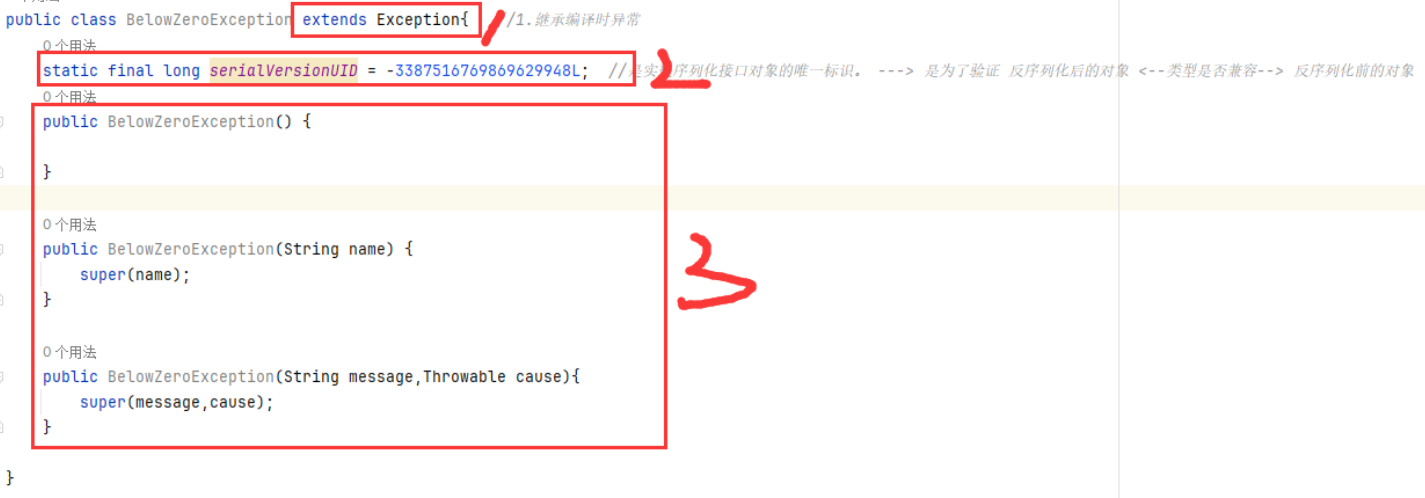 public class BelowZeroException extends Exception{ /1.继承编译时异常
0 个用法
static final long serialVersionUID = -3387516769869629948L; //是实 序列化接口对象的唯一标识。 ---> 是为了验证 反序列化后的对象 <--类型是否兼容--> 反序列化前的对象
0 个用法
public BelowZeroException() {
}
0 个用法
public BelowZeroException(String name) {
super(name);
}
0 个用法
public BelowZeroException(String message,Throwable cause){
super(message,cause);
}
}
1
2
3